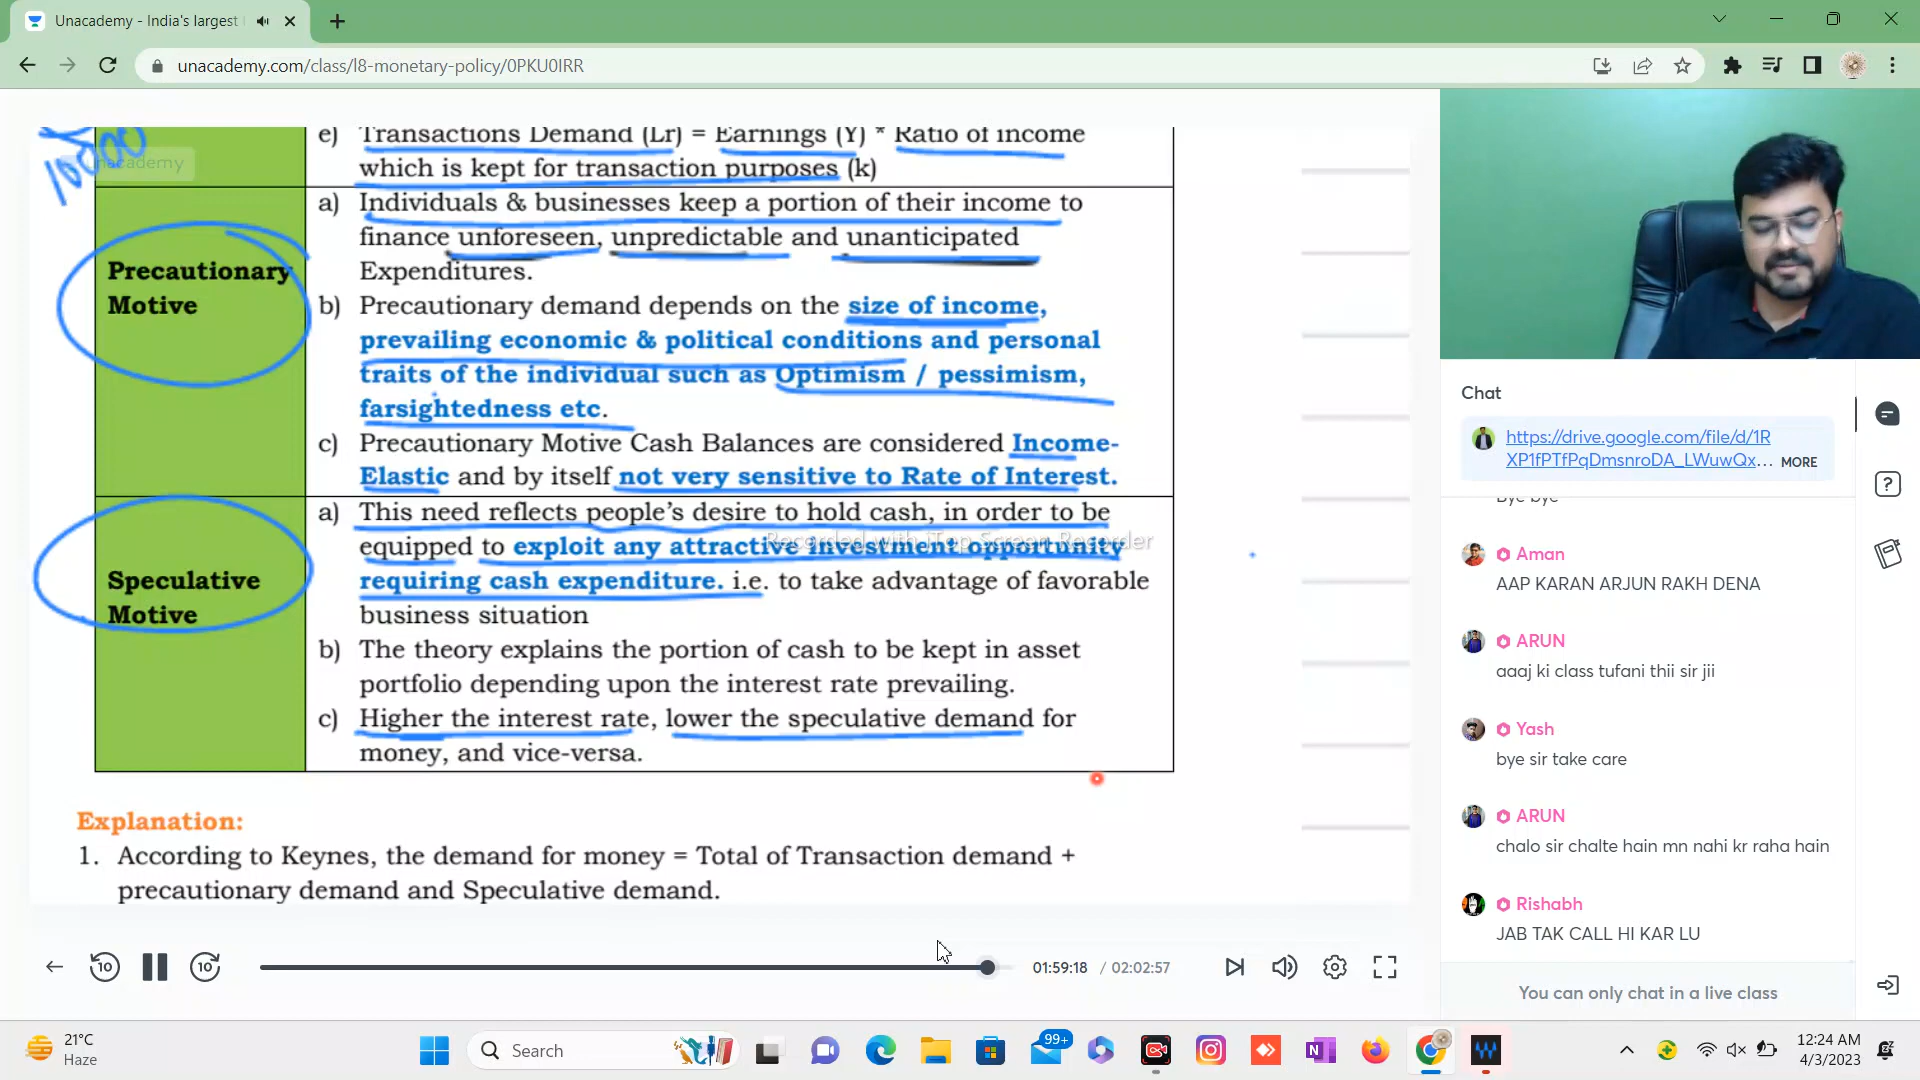 Unacademy - India's largest
unacademy.com/class/l8-monetary-policy/0PKU0IRR
10000
unacademy
e) Transactions Demand (Lr) = Earnings (Y) * Ratio of income
which is kept for transaction purposes (k)
Precautionary
Motive
a) Individuals & businesses keep a portion of their income to
finance unforeseen, unpredictable and unanticipated
Expenditures.
b) Precautionary demand depends on the size of income,
prevailing economic & political conditions and personal
traits of the individual such as Optimism / pessimism,
farsightedness etc.
c) Precautionary Motive Cash Balances are considered Income-
Elastic and by itself not very sensitive to Rate of Interest.
Speculative
Motive
a) This need reflects people's desire to hold cash, in order to be
equipped to exploit any attractive investment opportunity
requiring cash expenditure. i.e. to take advantage of favorable
business situation
b) The theory explains the portion of cash to be kept in asset
portfolio depending upon the interest rate prevailing.
c) Higher the interest rate, lower the speculative demand for
money, and vice-versa.
Recorded with iTop Screen Recorder
Explanation:
1. According to Keynes, the demand for money = Total of Transaction demand +
precautionary demand and Speculative demand.
10
10
01:59:18 / 02:02:57
Chat
https://drive.google.com/file/d/1R
XP1fPTfPqDmsnroDA_LWuwQx... MORE
Bye bye
Aman
AAP KARAN ARJUN RAKH DENA
ARUN
aaaj ki class tufani thii sir jii
Yash
bye sir take care
ARUN
chalo sir chalte hain mn nahi kr raha hain
Rishabh
JAB TAK CALL HI KAR LU
You can only chat in a live class
21°C
Haze
Search
99+
12:24 AM
4/3/2023